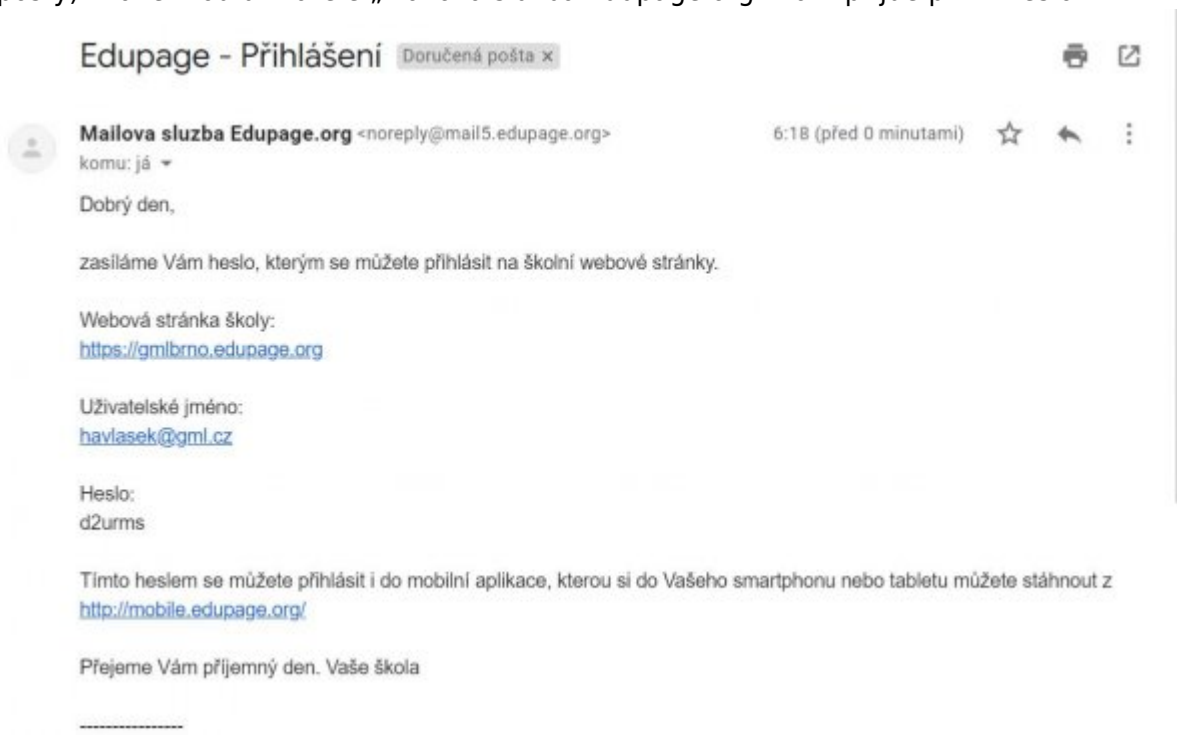 Edupage - Přihlášení Doručená pošta x
Mailova sluzba Edupage.org <noreply@mail5.edupage.org> 6:18 (před 0 minutami)
komu: já
Dobrý den,
zasíláme Vám heslo, kterým se můžete přihlásit na školní webové stránky.
Webová stránka školy:
https://gmlbrno.edupage.org
Uživatelské jméno:
havlasek@gml.cz
Heslo:
d2urms
Tímto heslem se můžete přihlásit i do mobilní aplikace, kterou si do Vašeho smartphonu nebo tabletu můžete stáhnout z
http://mobile.edupage.org/
Přejeme Vám příjemný den. Vaše škola
----------------